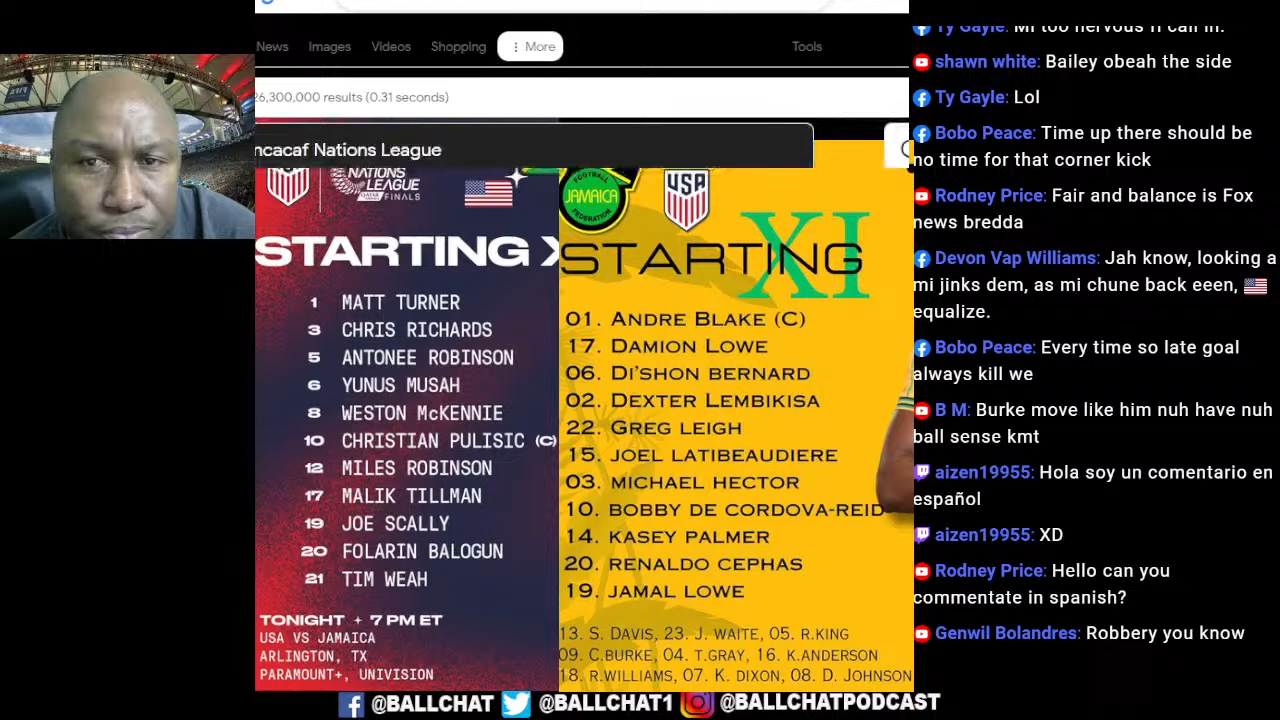 News Images Videos Shopping More Tools
26,300,000 results (0.31 seconds)
ncacaf Nations League
NATIONS
LEAGUE
FINALS
STARTING X
1 MATT TURNER
3 CHRIS RICHARDS
5 ANTONEE ROBINSON
6 YUNUS MUSAH
8 WESTON McKENNIE
10 CHRISTIAN PULISIC (C)
12 MILES ROBINSON
17 MALIK TILLMAN
19 JOE SCALLY
20 FOLARIN BALOGUN
21 TIM WEAH
TONIGHT + 7 PM ET
USA VS JAMAICA
ARLINGTON, TX
PARAMOUNT+, UNIVISION
FOOTBALL
JAMAICA
FEDERATION
USA
STARTING XI
01. ANDRE BLAKE (C)
17. DAMION LOWE
06. DI'SHON BERNARD
02. DEXTER LEMBIKISA
22. GREG LEIGH
15. JOEL LATIBEAUDIERE
03. MICHAEL HECTOR
10. BOBBY DE CORDOVA-REID
14. KASEY PALMER
20. RENALDO CEPHAS
19. JAMAL LOWE
13. S. DAVIS, 23. J. WAITE, 05. R.KING
09. C.BURKE, 04. T.GRAY, 16. K.ANDERSON
18. R.WILLIAMS, 07. K. DIXON, 08. D. JOHNSON
Ty Gayle: Mi too nervous fi call in.
shawn white: Bailey obeah the side
Ty Gayle: Lol
Bobo Peace: Time up there should be
no time for that corner kick
Rodney Price: Fair and balance is Fox
news bredda
Devon Vap Williams: Jah know, looking a
mi jinks dem, as mi chune back eeen,
equalize.
Bobo Peace: Every time so late goal
always kill we
B M: Burke move like him nuh have nuh
ball sense kmt
aizen19955: Hola soy un comentario en
español
aizen19955: XD
Rodney Price: Hello can you
commentate in spanish?
Genwil Bolandres: Robbery you know
@BALLCHAT @BALLCHAT1 @BALLCHATPODCAST